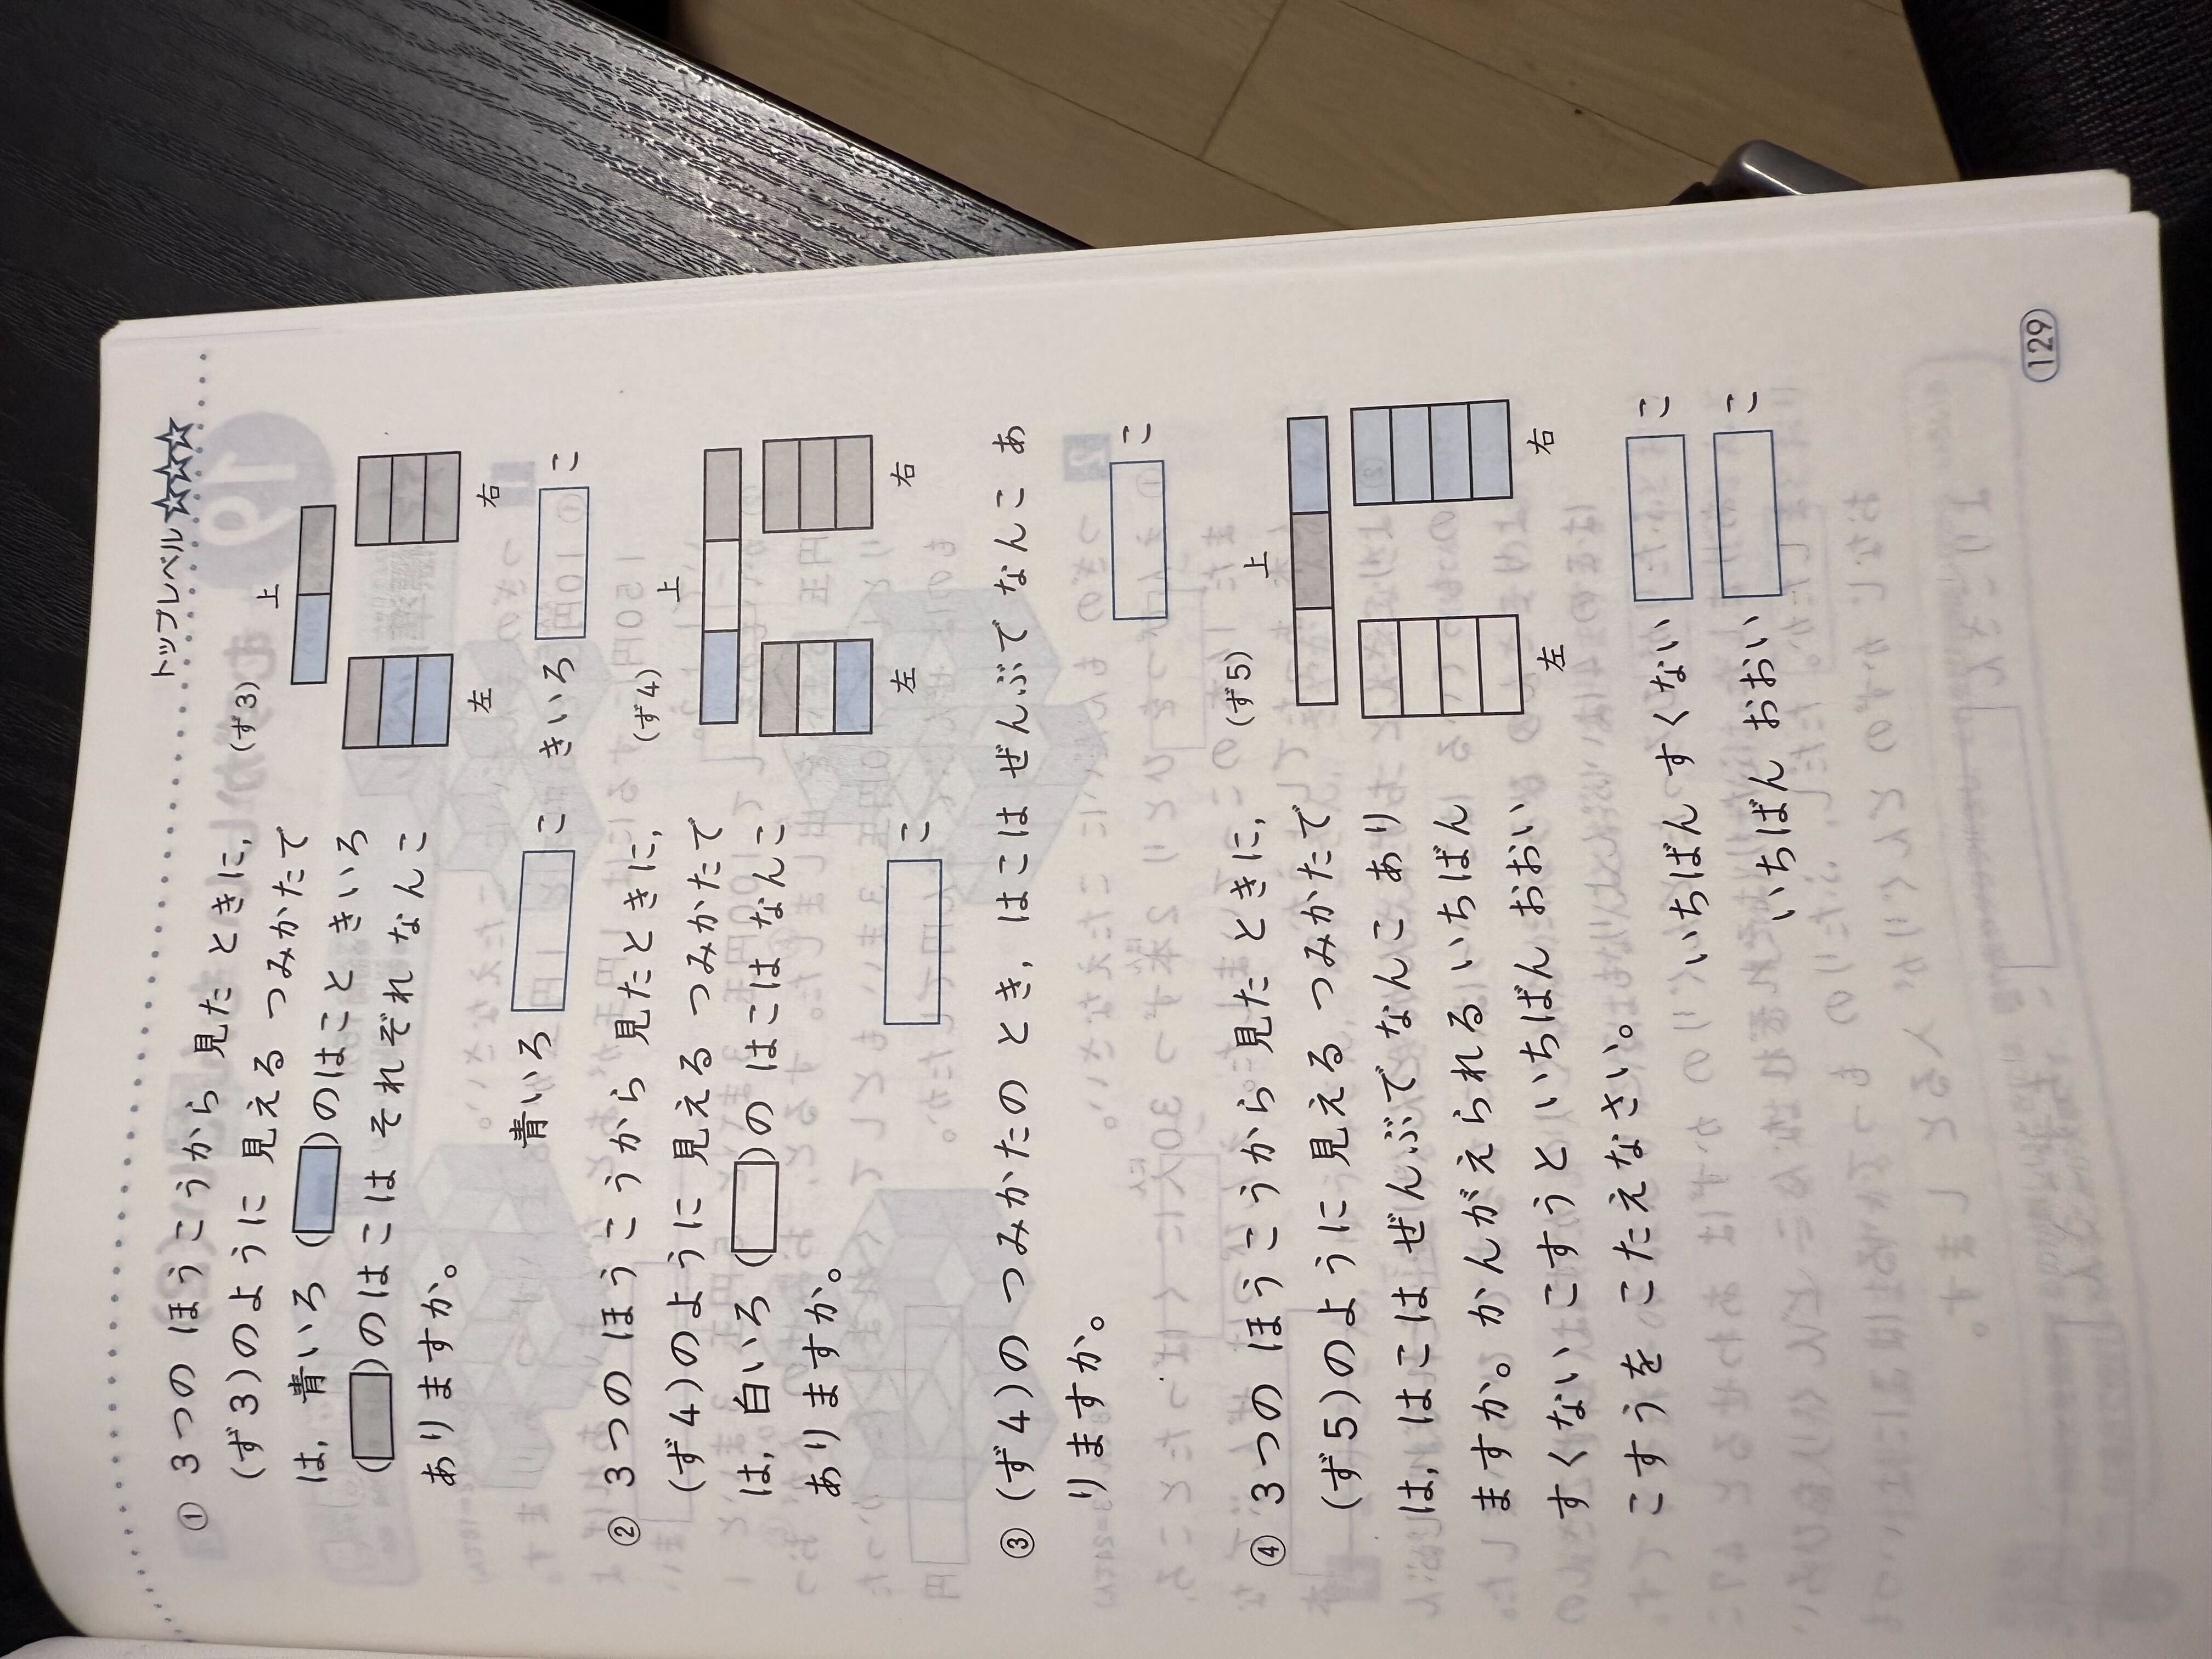 トップレベル☆☆☆
① 3つの ほうこうから 見た ときに,
(ず3)のように 見える つみかたで
は, 青いろ( )のはこと きいろ
( )のはこは それぞれ なんこ
ありますか。
(ず3)
上
左
右
青いろ こ きいろ こ
② 3つの ほうこうから 見たときに,
(ず4)のように 見える つみかたで
は, 白いろ( )の はこは なんこ
ありますか。
(ず4)
上
左
右
こ
③ (ず4)の つみかたの とき, はこは ぜんぶで なんこ あ
りますか。
こ
④ 3つの ほうこうから 見た ときに,
(ず5)のように 見える つみかたで
は, はこは ぜんぶで なんこ あり
ますか。かんがえられる いちばん
すくない こすうと いちばん おおい
こすうを こたえなさい。
(ず5)
上
左
右
いちばん すくない こ
いちばん おおい こ
129